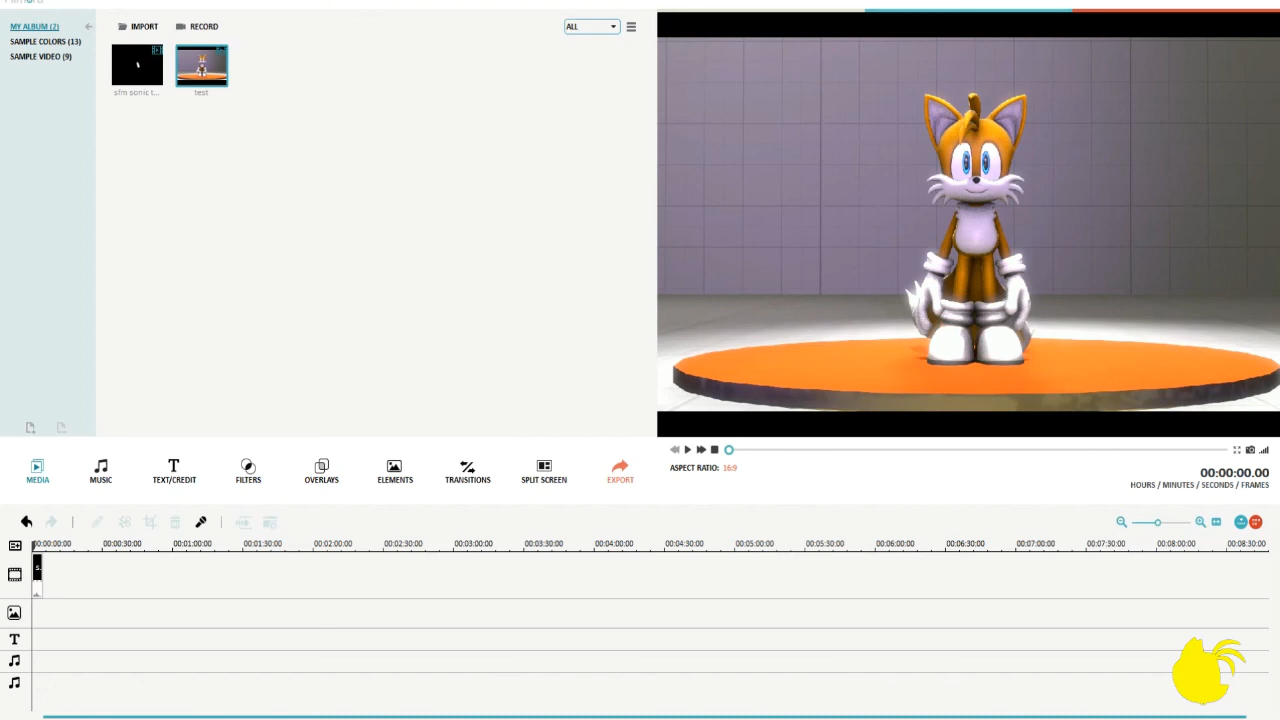 MY ALBUM (2)
IMPORT
RECORD
ALL
SAMPLE COLORS (13)
SAMPLE VIDEO (9)
sfm sonic t...
test
MEDIA
MUSIC
TEXT/CREDIT
FILTERS
OVERLAYS
ELEMENTS
TRANSITIONS
SPLIT SCREEN
EXPORT
ASPECT RATIO: 16:9
00:00:00.00
HOURS / MINUTES / SECONDS / FRAMES
00:00:00:00 00:00:30:00 00:01:00:00 00:01:30:00 00:02:00:00 00:02:30:00 00:03:00:00 00:03:30:00 00:04:00:00 00:04:30:00 00:05:00:00 00:05:30:00 00:06:00:00 00:06:30:00 00:07:00:00 00:07:30:00 00:08:00:00 00:08:30:00